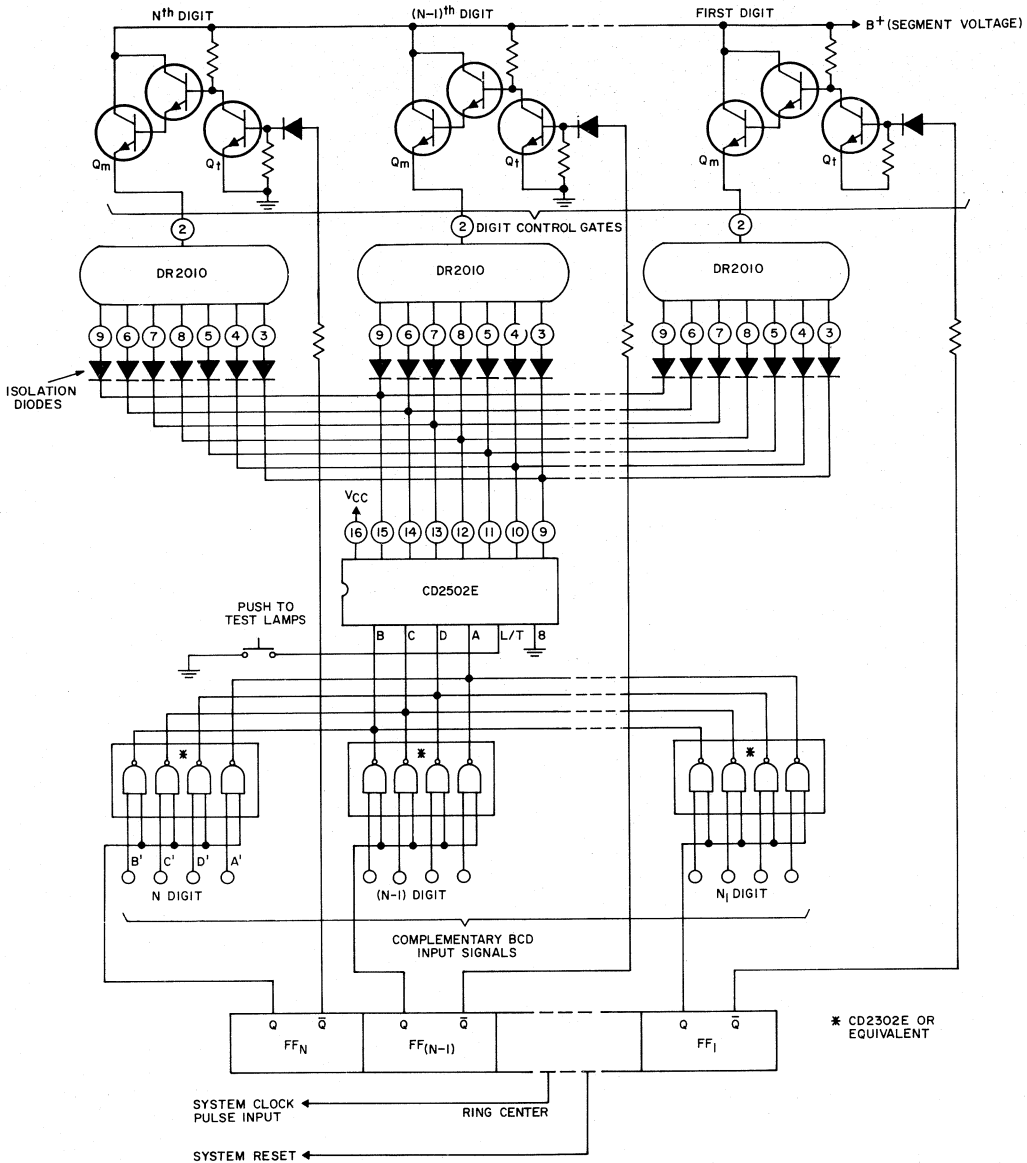 Nth DIGIT
(N-1)th DIGIT
FIRST DIGIT
B+ (SEGMENT VOLTAGE)
Qm
Qt
Qm
Qt
Qm
Qt
2
2
DIGIT CONTROL GATES
2
DR2010
DR2010
DR2010
9 6 7 8 5 4 3
9 6 7 8 5 4 3
9 6 7 8 5 4 3
ISOLATION
DIODES
VCC
16 15 14 13 12 11 10 9
CD2502E
PUSH TO
TEST LAMPS
B C D A L/T 8
*
*
*
B' C' D' A'
N DIGIT
(N-1) DIGIT
N1 DIGIT
COMPLEMENTARY BCD
INPUT SIGNALS
Q Q̄
Q Q̄
Q Q̄
FFN
FF(N-1)
FF1
* CD2302E OR
EQUIVALENT
SYSTEM CLOCK
PULSE INPUT
RING CENTER
SYSTEM RESET